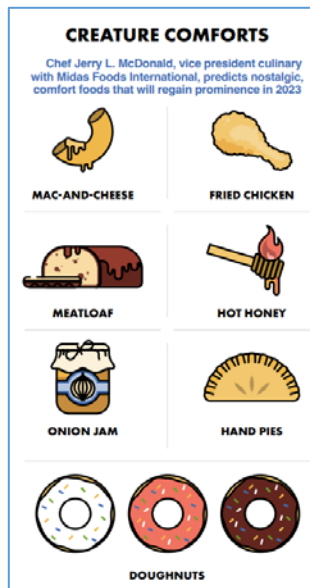 CREATURE COMFORTS
Chef Jerry L. McDonald, vice president culinary
with Midas Foods International, predicts nostalgic,
comfort foods that will regain prominence in 2023
MAC-AND-CHEESE
FRIED CHICKEN
MEATLOAF
HOT HONEY
ONION JAM
HAND PIES
DOUGHNUTS